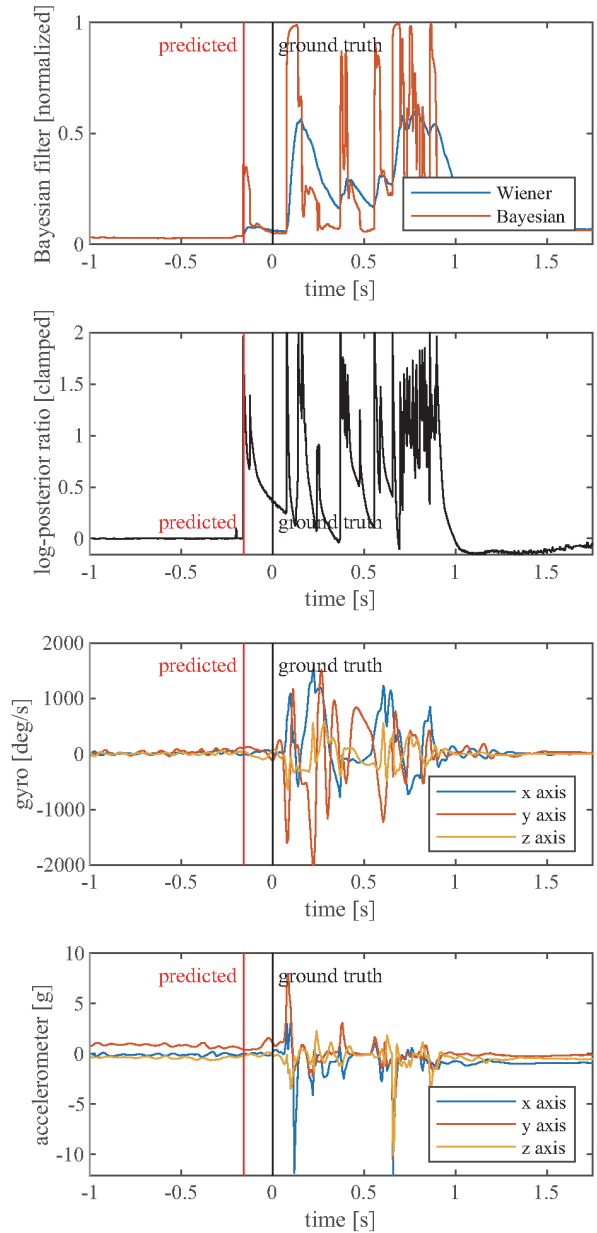 Bayesian filter [normalized]
1
0.5
0
predicted
ground truth
Wiener
Bayesian
-1
-0.5
0
0.5
1
1.5
time [s]
log-posterior ratio [clamped]
2
1.5
1
0.5
0
predicted
ground truth
-1
-0.5
0
0.5
1
1.5
time [s]
gyro [deg/s]
2000
1000
0
-1000
-2000
predicted
ground truth
x axis
y axis
z axis
-1
-0.5
0
0.5
1
1.5
time [s]
accelerometer [g]
10
5
0
-5
-10
predicted
ground truth
x axis
y axis
z axis
-1
-0.5
0
0.5
1
1.5
time [s]